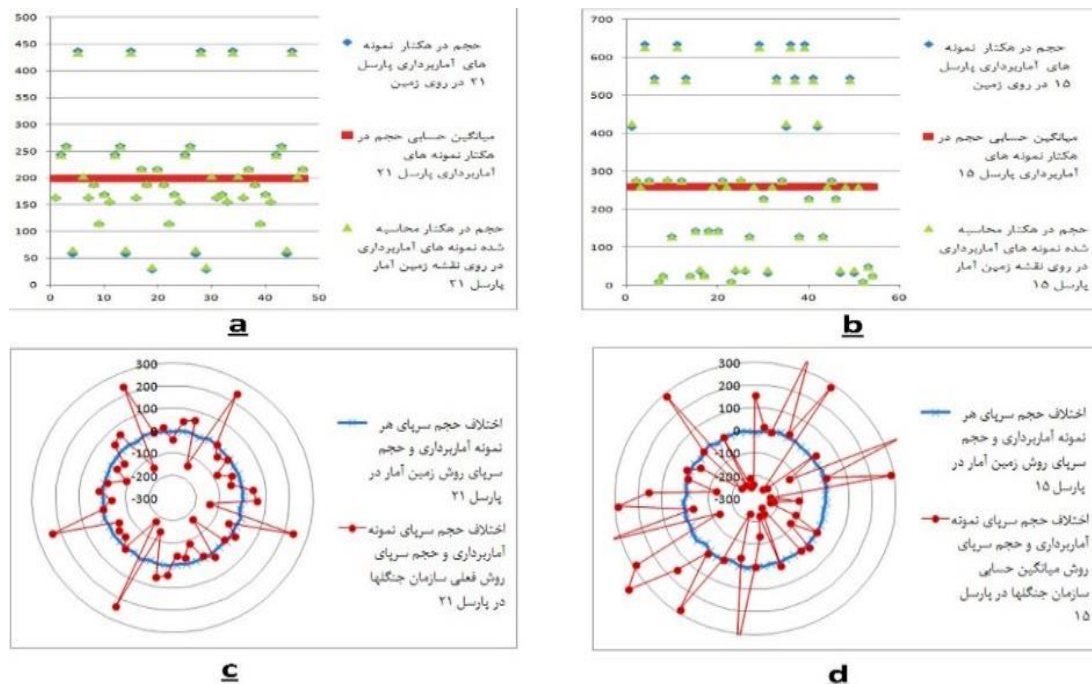 500
450
400
350
300
250
200
150
100
50
0
0 10 20 30 40 50
حجم در هکتار نمونه
های آماربرداری پارسل
۲۱ در روی زمین
میانگین حسابی حجم در
هکتار نمونه های
آماربرداری پارسل ۲۱
حجم در هکتار محاسبه
شده نمونه های آماربرداری
در روی نقشه زمین آمار
پارسل ۲۱
a
700
600
500
400
300
200
100
0
0 20 40 60
حجم در هکتار نمونه
های آماربرداری پارسل
۱۵ در روی زمین
میانگین حسابی حجم در
هکتار نمونه های
آماربرداری پارسل ۱۵
حجم در هکتار محاسبه
شده نمونه های آماربرداری
در روی نقشه زمین آمار
پارسل ۱۵
b
300
200
100
0
-100
-200
-300
اختلاف حجم سرپای هر
نمونه آماربرداری و حجم
سرپای روش زمین آمار در
پارسل ۲۱
اختلاف حجم سرپای نمونه
آماربرداری و حجم سرپای
روش فعلی سازمان جنگلها
در پارسل ۲۱
c
300
200
100
0
-100
-200
-300
اختلاف حجم سرپای هر
نمونه آماربرداری و حجم
سرپای روش زمین آمار در
پارسل ۱۵
اختلاف حجم سرپای نمونه
آماربرداری و حجم سرپای
روش میانگین حسابی
سازمان جنگلها در پارسل
۱۵
d